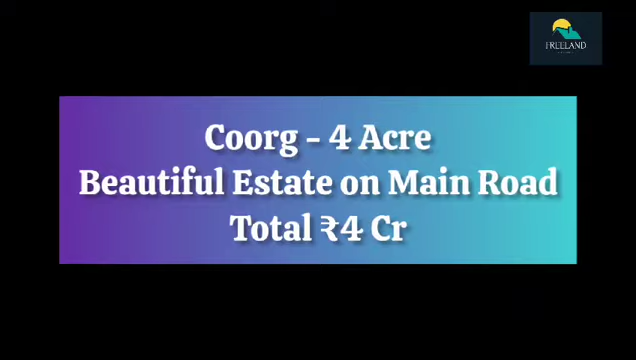 FREELAND
Coorg - 4 Acre
Beautiful Estate on Main Road
Total ₹4 Cr